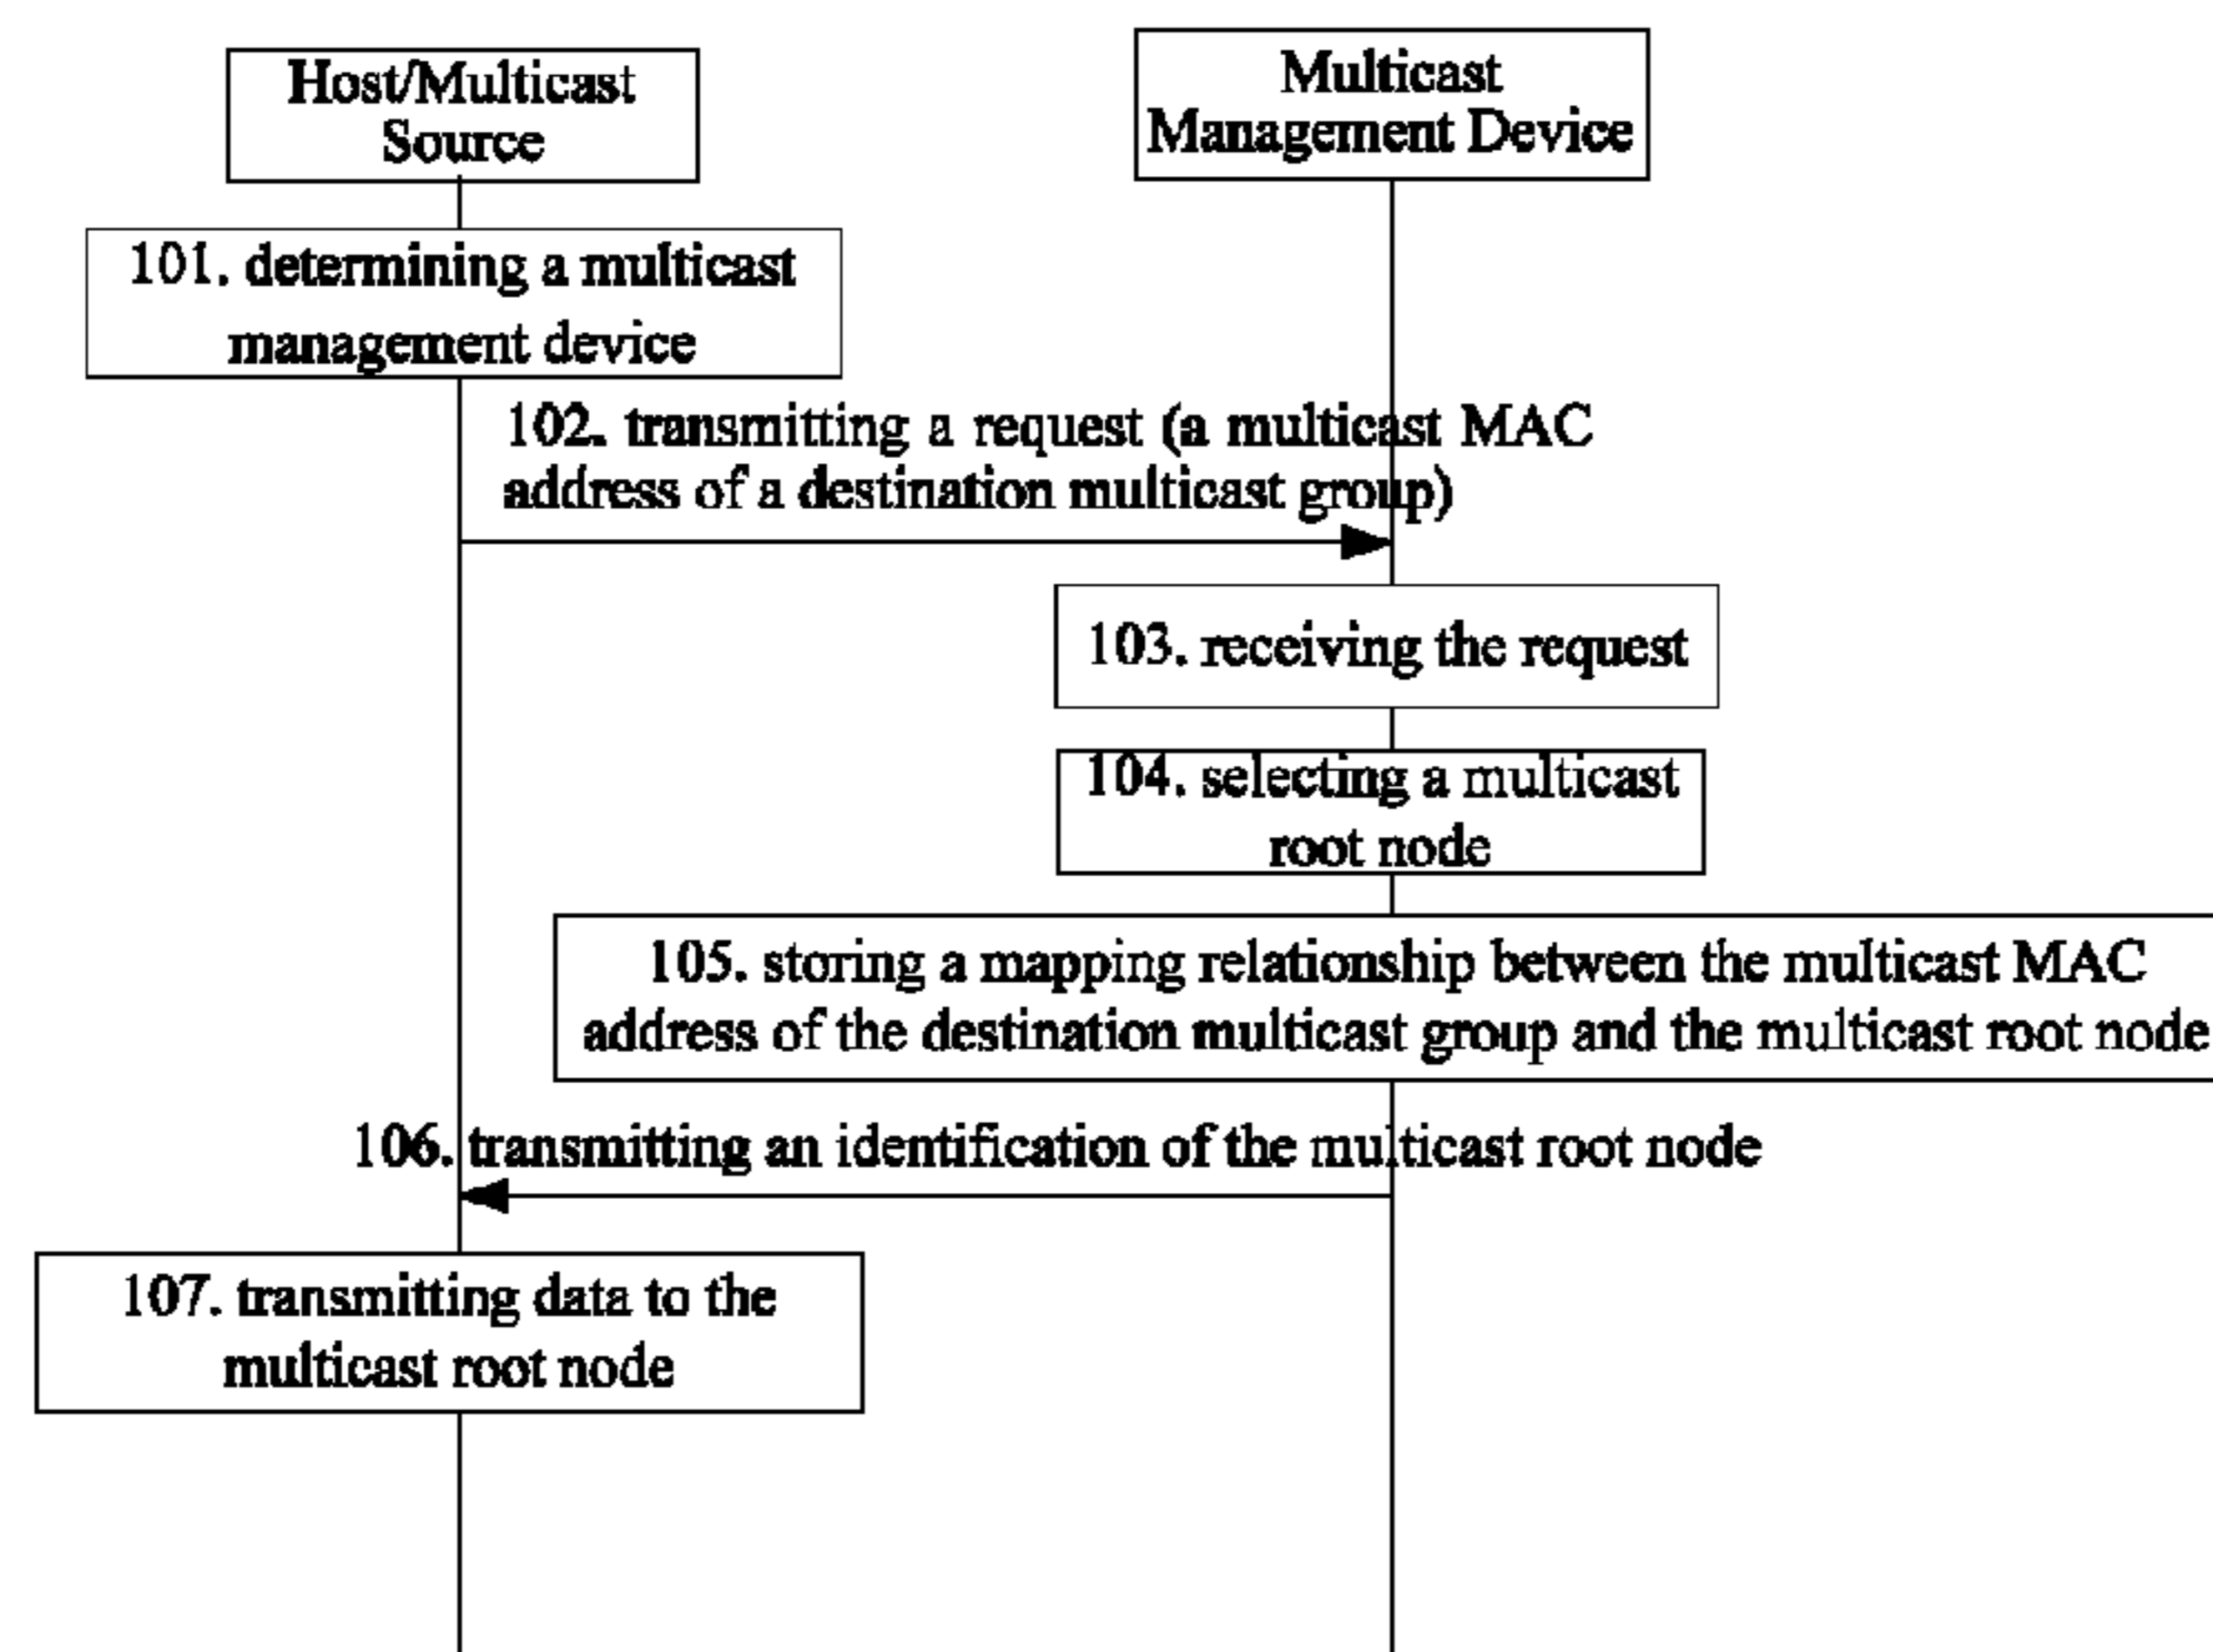 Host/Multicast
Source
Multicast
Management Device
101. determining a multicast
management device
102. transmitting a request (a multicast MAC
address of a destination multicast group)
103. receiving the request
104. selecting a multicast
root node
105. storing a mapping relationship between the multicast MAC
address of the destination multicast group and the multicast root node
106. transmitting an identification of the multicast root node
107. transmitting data to the
multicast root node